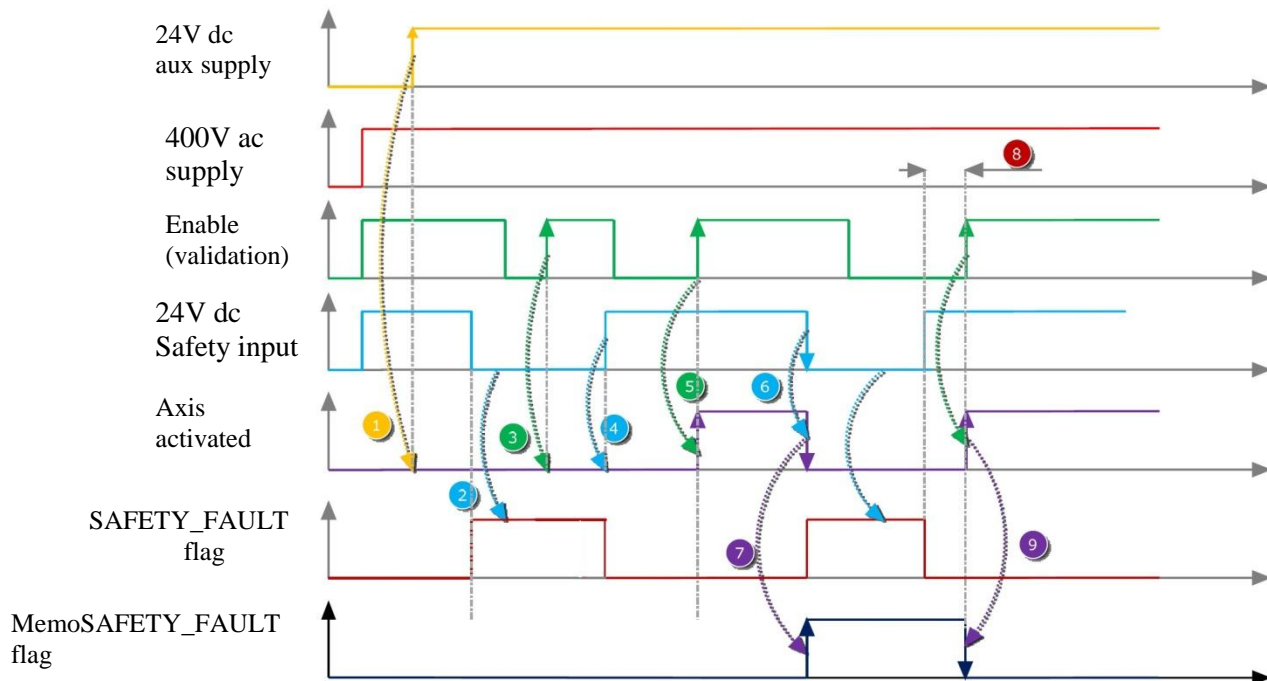 24V dc
aux supply
400V ac
supply
8
Enable
(validation)
24V dc
Safety input
5
6
Axis
activated
1
3
4
2
SAFETY_FAULT
flag
7
9
MemoSAFETY_FAULT
flag